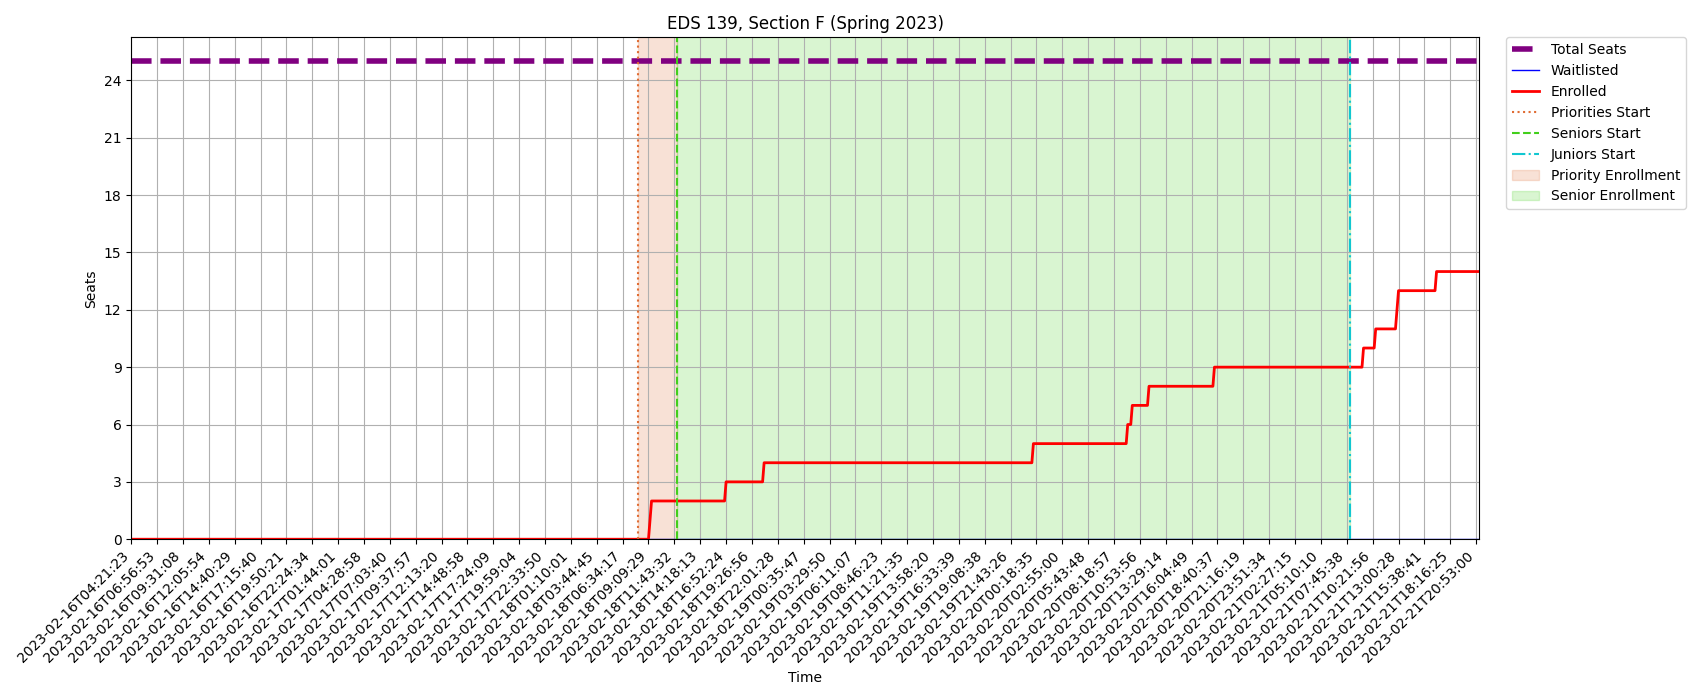 EDS 139, Section F (Spring 2023)
Total Seats
Waitlisted
Enrolled
Priorities Start
Seniors Start
Juniors Start
Priority Enrollment
Senior Enrollment
Seats
24
21
18
15
12
9
6
3
0
2023-02-16T04:21:23
2023-02-16T06:56:53
2023-02-16T09:31:08
2023-02-16T12:05:54
2023-02-16T14:40:29
2023-02-16T17:15:40
2023-02-16T19:50:21
2023-02-16T22:24:34
2023-02-17T01:44:01
2023-02-17T04:28:58
2023-02-17T07:03:40
2023-02-17T09:37:57
2023-02-17T12:13:20
2023-02-17T14:48:58
2023-02-17T17:24:09
2023-02-17T19:59:04
2023-02-17T22:33:50
2023-02-18T01:10:01
2023-02-18T03:44:45
2023-02-18T06:34:17
2023-02-18T09:09:29
2023-02-18T11:43:32
2023-02-18T14:18:13
2023-02-18T16:52:24
2023-02-18T19:26:56
2023-02-18T22:01:28
2023-02-19T00:35:47
2023-02-19T03:29:50
2023-02-19T06:11:07
2023-02-19T08:46:23
2023-02-19T11:21:35
2023-02-19T13:58:20
2023-02-19T16:33:39
2023-02-19T19:08:38
2023-02-19T21:43:26
2023-02-20T00:18:35
2023-02-20T02:55:00
2023-02-20T05:43:48
2023-02-20T08:18:57
2023-02-20T10:53:56
2023-02-20T13:29:14
2023-02-20T16:04:49
2023-02-20T18:40:37
2023-02-20T21:16:19
2023-02-20T23:51:34
2023-02-21T02:27:15
2023-02-21T05:10:10
2023-02-21T07:45:38
2023-02-21T10:21:56
2023-02-21T13:00:28
2023-02-21T15:38:41
2023-02-21T18:16:25
2023-02-21T20:53:00
Time